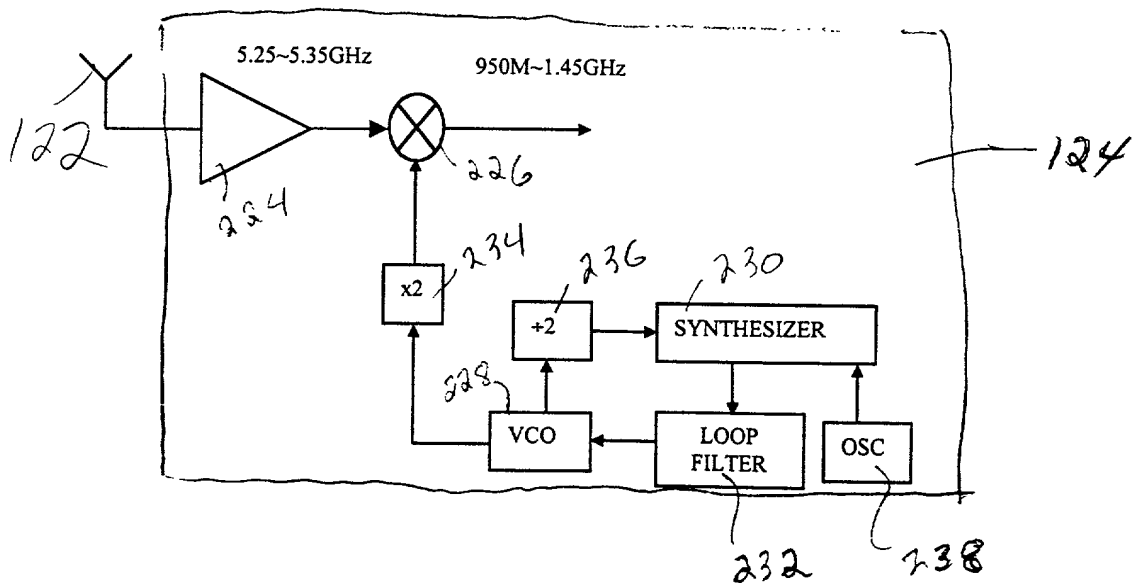 5.25~5.35GHz
950M~1.45GHz
122
224
226
124
234
236
230
x2
÷2
SYNTHESIZER
228
VCO
LOOP
FILTER
OSC
232
238